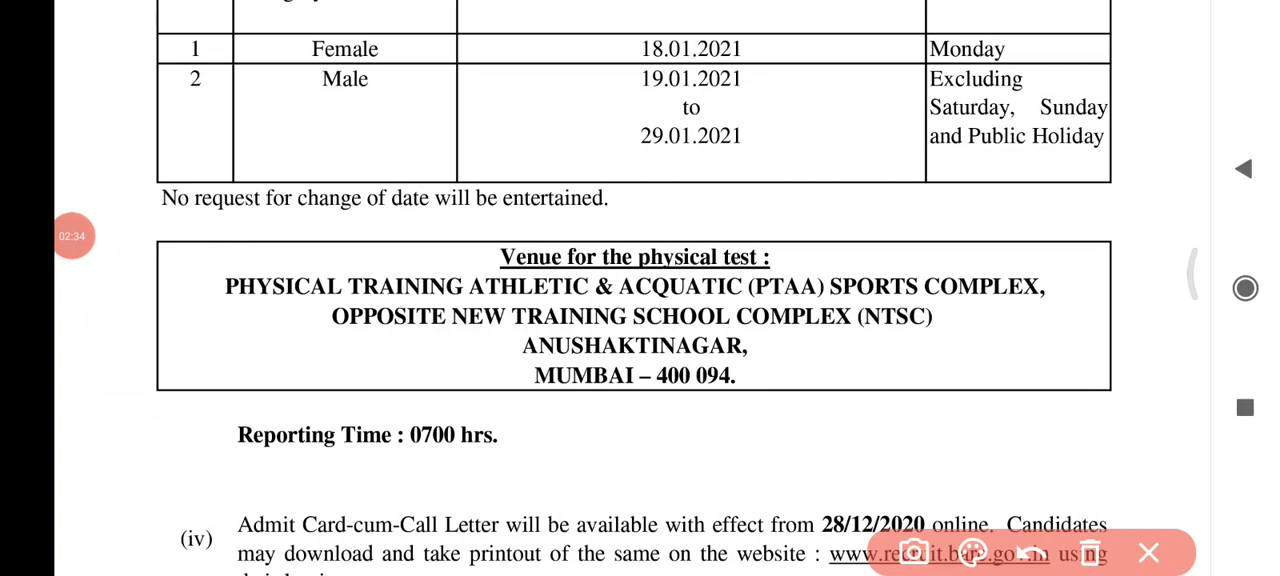 1 Female 18.01.2021 Monday
2 Male 19.01.2021 Excluding
to Saturday, Sunday
29.01.2021 and Public Holiday
No request for change of date will be entertained.
02:34
Venue for the physical test :
PHYSICAL TRAINING ATHLETIC & ACQUATIC (PTAA) SPORTS COMPLEX,
OPPOSITE NEW TRAINING SCHOOL COMPLEX (NTSC)
ANUSHAKTINAGAR,
MUMBAI – 400 094.
Reporting Time : 0700 hrs.
(iv) Admit Card-cum-Call Letter will be available with effect from 28/12/2020 online. Candidates
may download and take printout of the same on the website : using